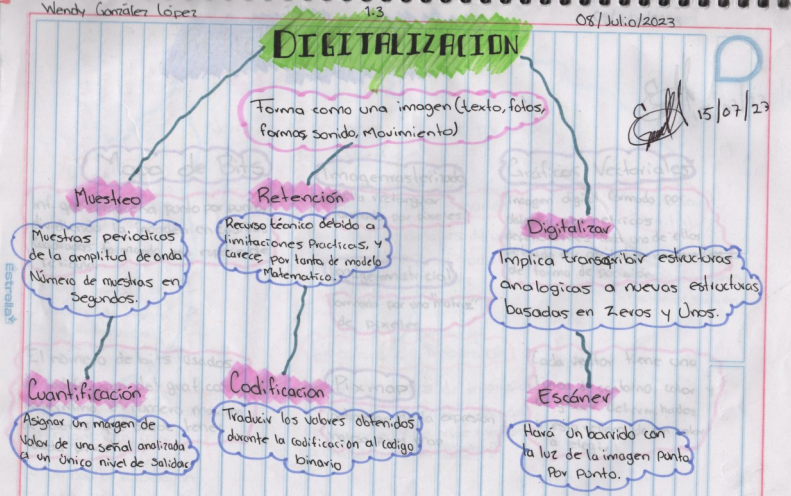 Wendy González López
1.3
08/Julio/2023
DIGITALIZACION
Forma como una imagen (texto, fotos,
formas, sonido, Movimiento)
15/07/23
Muestreo
Muestras periodicos
de la amplitud de onda
Número de muestras en
Segundos.
Retención
Recurso técnico debido a
limitaciones Practicas, y
carece por tanto de modelo
Matematico.
Digitalizar
Implica transcribir estructuras
analogicas a nuevas estructuras
basadas en Zeros y Unos.
Cuantificación
Asignar un márgen de
Valor de una señal analizada
a un único nivel de salidas
Codificacion
Traducir los valores obtenidos
durante la codificación al codigo
binario
Escáner
Hará un barrido con
la luz de la imagen punto
Por punto.
Estrella